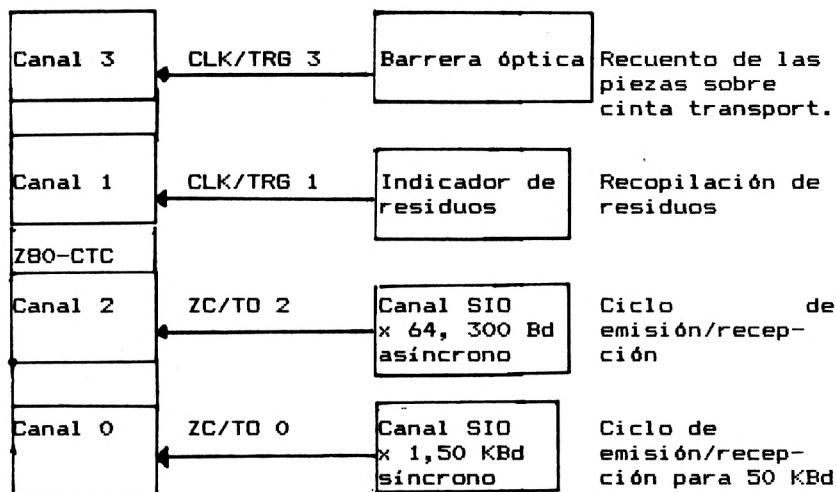 Canal 3 CLK/TRG 3 Barrera óptica Recuento de las
piezas sobre
cinta transport.
Canal 1 CLK/TRG 1 Indicador de Recopilación de
residuos residuos
Z80-CTC
Canal 2 ZC/TO 2 Canal SIO Ciclo de
x 64, 300 Bd emisión/recep-
asíncrono ción
Canal 0 ZC/TO 0 Canal SIO Ciclo de
x 1,50 KBd emisión/recep-
síncrono ción para 50 KBd